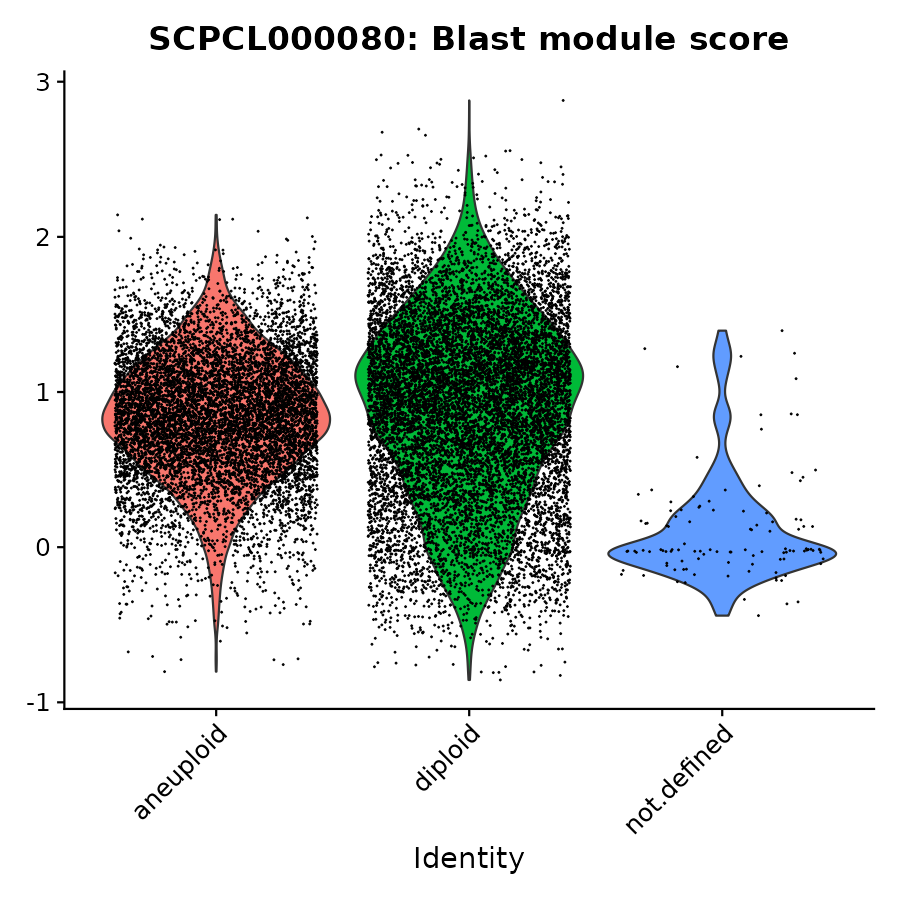 SCPCL000080: Blast module score
3
2
1
0
-1
aneuploid
diploid
not.defined
Identity